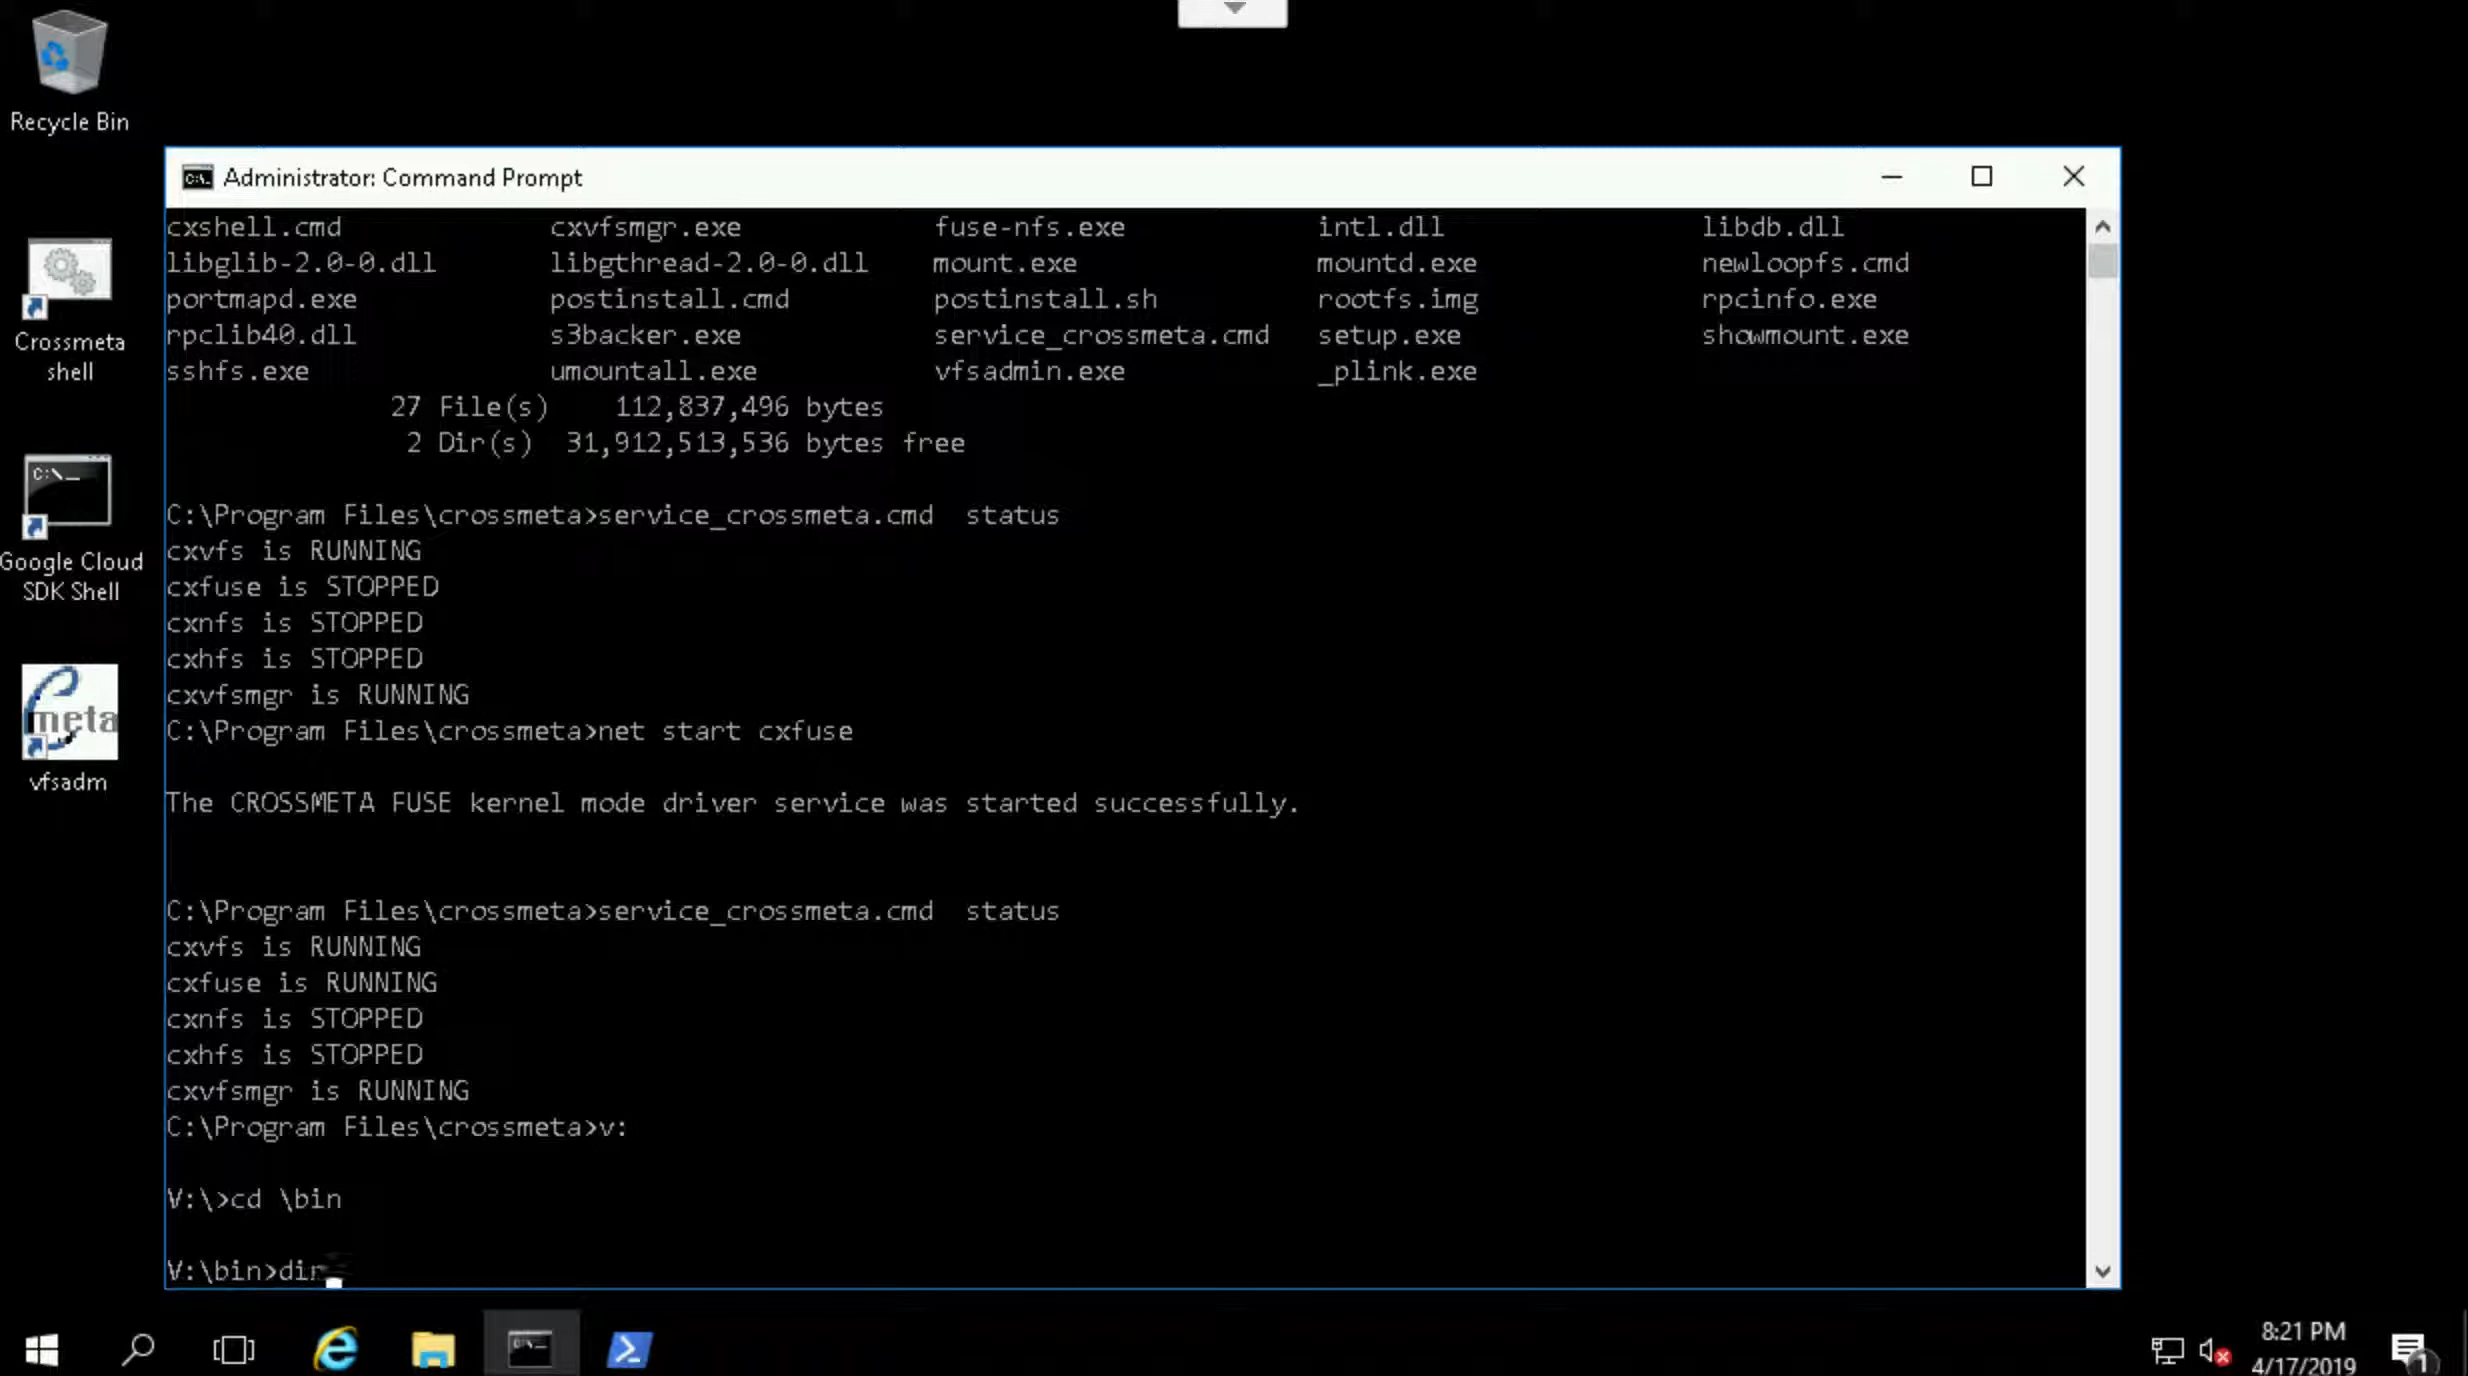 Recycle Bin
Crossmeta
shell
C:\_
Google Cloud
SDK Shell
meta
vfsadm
Administrator: Command Prompt
cxshell.cmd cxvfsmgr.exe fuse-nfs.exe intl.dll libdb.dll
libglib-2.0-0.dll libgthread-2.0-0.dll mount.exe mountd.exe newloopfs.cmd
portmapd.exe postinstall.cmd postinstall.sh rootfs.img rpcinfo.exe
rpclib40.dll s3backer.exe service_crossmeta.cmd setup.exe showmount.exe
sshfs.exe umountall.exe vfsadmin.exe _plink.exe
27 File(s) 112,837,496 bytes
2 Dir(s) 31,912,513,536 bytes free
C:\Program Files\crossmeta>service_crossmeta.cmd  status
cxvfs is RUNNING
cxfuse is STOPPED
cxnfs is STOPPED
cxhfs is STOPPED
cxvfsmgr is RUNNING
C:\Program Files\crossmeta>net start cxfuse
The CROSSMETA FUSE kernel mode driver service was started successfully.
C:\Program Files\crossmeta>service_crossmeta.cmd  status
cxvfs is RUNNING
cxfuse is RUNNING
cxnfs is STOPPED
cxhfs is STOPPED
cxvfsmgr is RUNNING
C:\Program Files\crossmeta>v:
V:\>cd \bin
V:\bin>dir
8:21 PM
4/17/2019
1